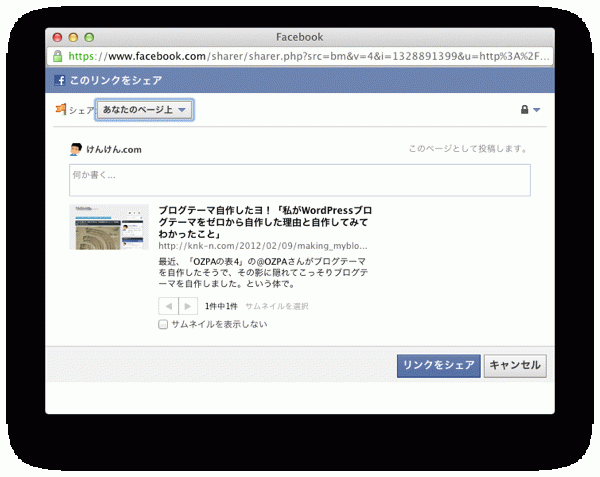 Facebook
https://www.facebook.com/sharer/sharer.php?src=bm&v=4&i=1328891399&u=http%3A%2F...
f このリンクをシェア
シェア あなたのページ上
けんけん.com このページとして投稿します。
何か書く...
ブログテーマ自作したヨ！「私がWordPressブロ
グテーマをゼロから自作した理由と自作してみて
わかったこと」
http://knk-n.com/2012/02/09/making_myblo...
最近、「OZPAの表4」の@OZPAさんがブログテーマ
を自作したそうで、その影に隠れてこっそりブログテ
ーマを自作しました。という体で。
1件中1件 サムネイルを選択
サムネイルを表示しない
リンクをシェア キャンセル